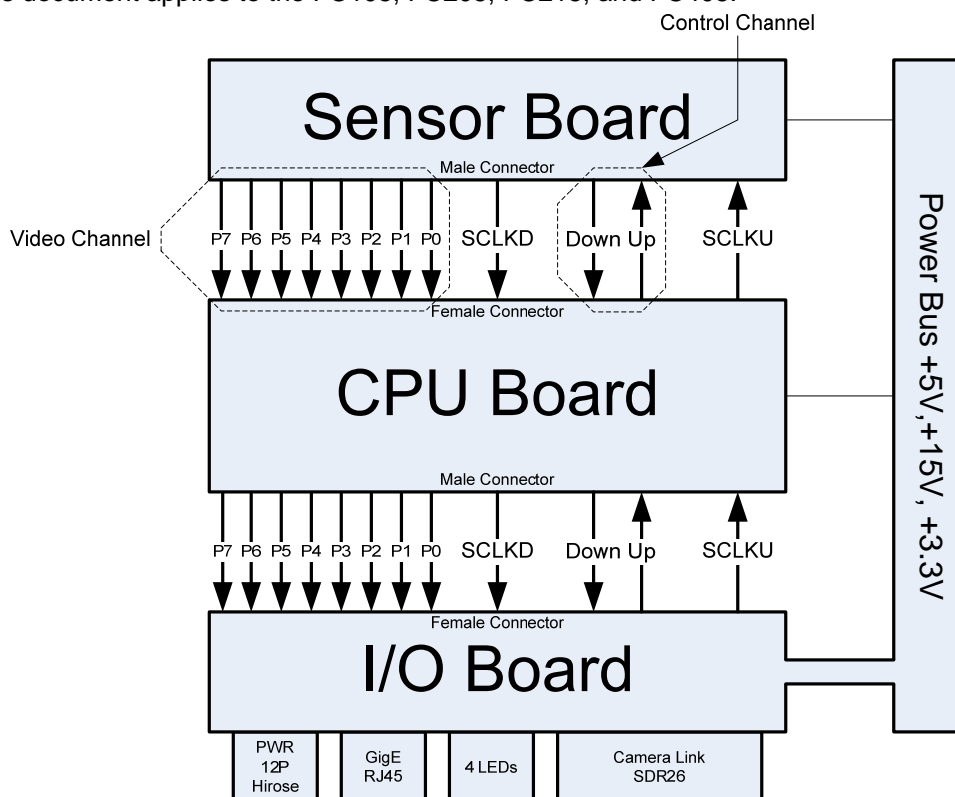 Control Channel
Sensor Board
Male Connector
Video Channel
P7 P6 P5 P4 P3 P2 P1 P0 SCLKD Down Up SCLKU
Female Connector
CPU Board
Male Connector
P7 P6 P5 P4 P3 P2 P1 P0 SCLKD Down Up SCLKU
Female Connector
I/O Board
PWR
12P
Hirose
GigE
RJ45
4 LEDs
Camera Link
SDR26
Power Bus +5V,+15V, +3.3V